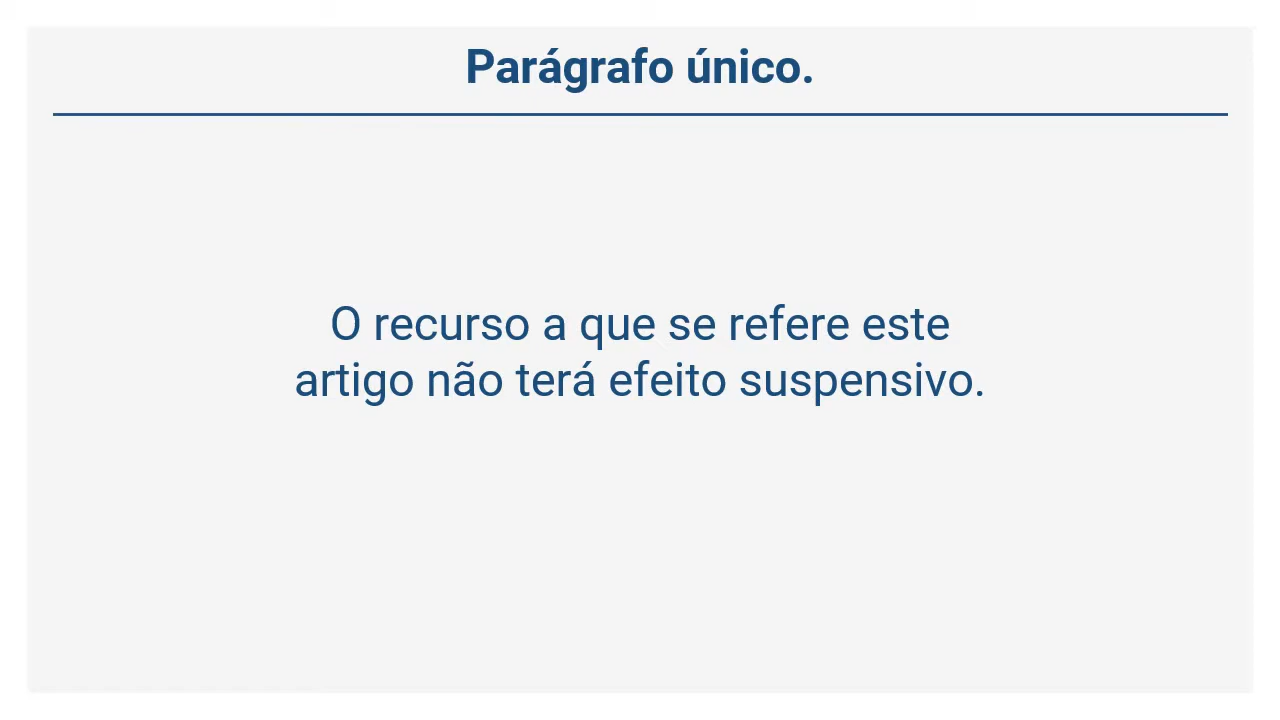 Parágrafo único.
O recurso a que se refere este
artigo não terá efeito suspensivo.